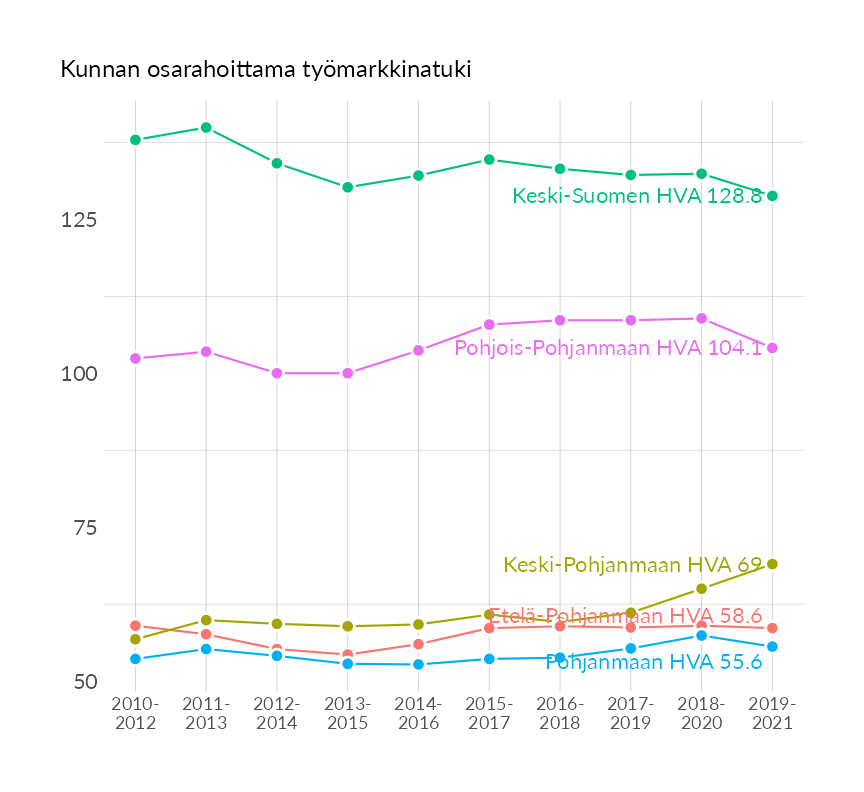 Kunnan osarahoittama työmarkkinatuki
125
100
75
50
Keski-Suomen HVA 128.8
Pohjois-Pohjanmaan HVA 104.1
Keski-Pohjanmaan HVA 69
Etelä-Pohjanmaan HVA 58.6
Pohjanmaan HVA 55.6
2010- 2011- 2012- 2013- 2014- 2015- 2016- 2017- 2018- 2019-
2012 2013 2014 2015 2016 2017 2018 2019 2020 2021